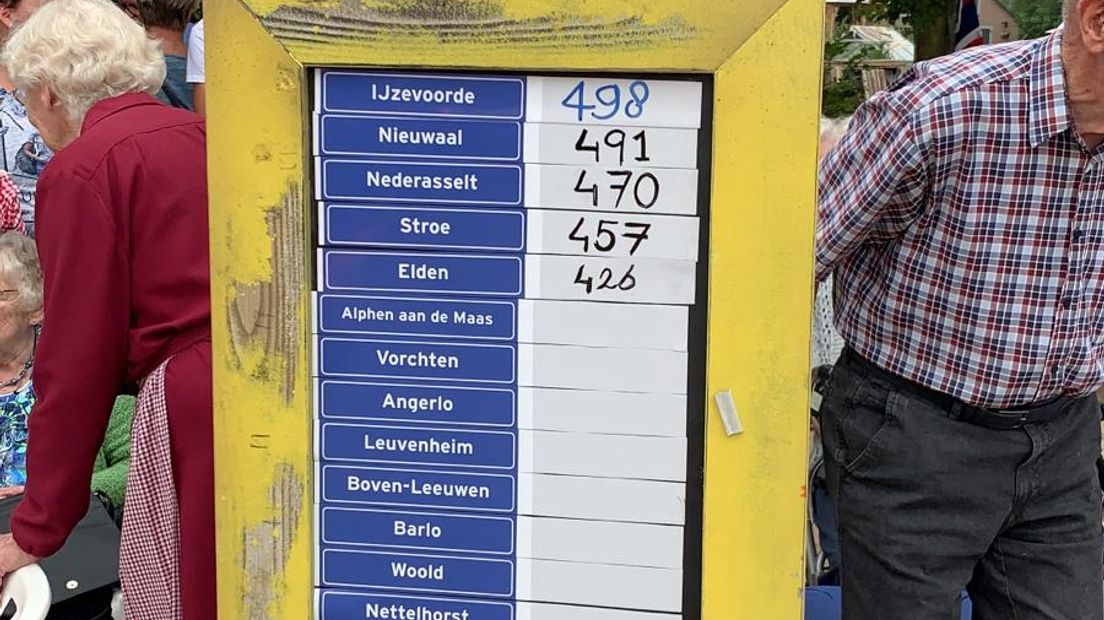 IJzevoorde 498
Nieuwaal 491
Nederasselt 470
Stroe 457
Elden 426
Alphen aan de Maas
Vorchten
Angerlo
Leuvenheim
Boven-Leeuwen
Barlo
Woold
Nettelhorst